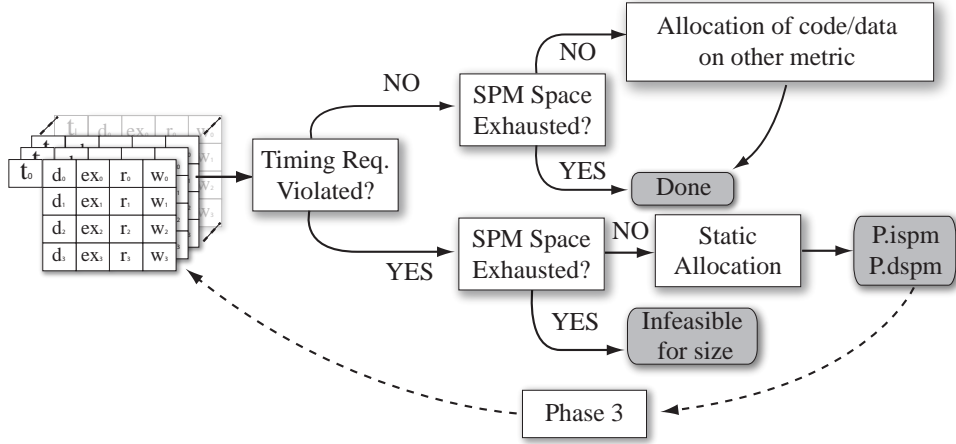 Allocation of code/data
on other metric
NO
SPM Space
Exhausted?
NO
YES
Done
Timing Req.
Violated?
t₀
d₀ ex₀ r₀ w₀
d₁ ex₁ r₁ w₁
d₂ ex₂ r₂ w₂
d₃ ex₃ r₃ w₃
YES
SPM Space
Exhausted?
NO
Static
Allocation
P.ispm
P.dspm
YES
Infeasible
for size
Phase 3